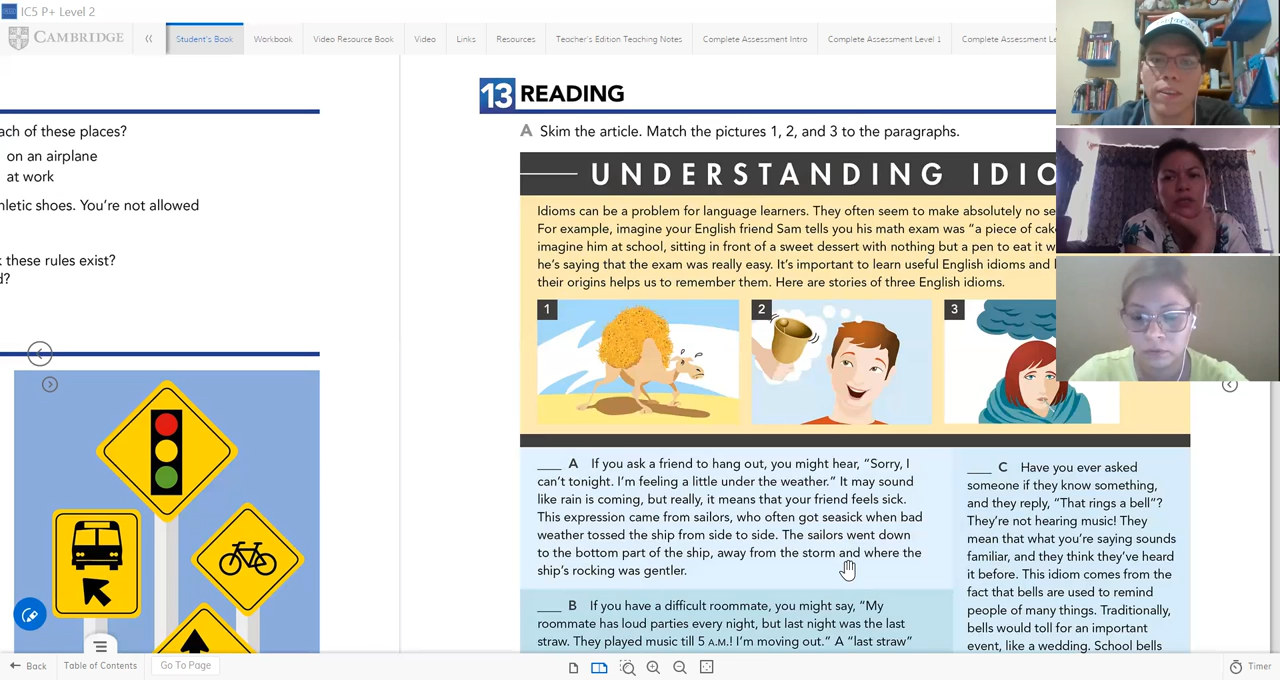 IC5 P+ Level 2
CAMBRIDGE
Student's Book
Workbook
Video Resource Book
Video
Links
Resources
Teacher's Edition Teaching Notes
Complete Assessment Intro
Complete Assessment Level 1
Complete Assessment Le
ach of these places?
on an airplane
at work
hletic shoes. You're not allowed
k these rules exist?
d?
13 READING
A Skim the article. Match the pictures 1, 2, and 3 to the paragraphs.
UNDERSTANDING IDIO
Idioms can be a problem for language learners. They often seem to make absolutely no se
For example, imagine your English friend Sam tells you his math exam was "a piece of cak
imagine him at school, sitting in front of a sweet dessert with nothing but a pen to eat it w
he's saying that the exam was really easy. It's important to learn useful English idioms and
their origins helps us to remember them. Here are stories of three English idioms.
1
2
3
____ A If you ask a friend to hang out, you might hear, "Sorry, I
can't tonight. I'm feeling a little under the weather." It may sound
like rain is coming, but really, it means that your friend feels sick.
This expression came from sailors, who often got seasick when bad
weather tossed the ship from side to side. The sailors went down
to the bottom part of the ship, away from the storm and where the
ship's rocking was gentler.
____ B If you have a difficult roommate, you might say, "My
roommate has loud parties every night, but last night was the last
straw. They played music till 5 A.M.! I'm moving out." A "last straw"
____ C Have you ever asked
someone if they know something,
and they reply, "That rings a bell"?
They're not hearing music! They
mean that what you're saying sounds
familiar, and they think they've heard
it before. This idiom comes from the
fact that bells are used to remind
people of many things. Traditionally,
bells would toll for an important
event, like a wedding. School bells
Back
Table of Contents
Go To Page
Timer